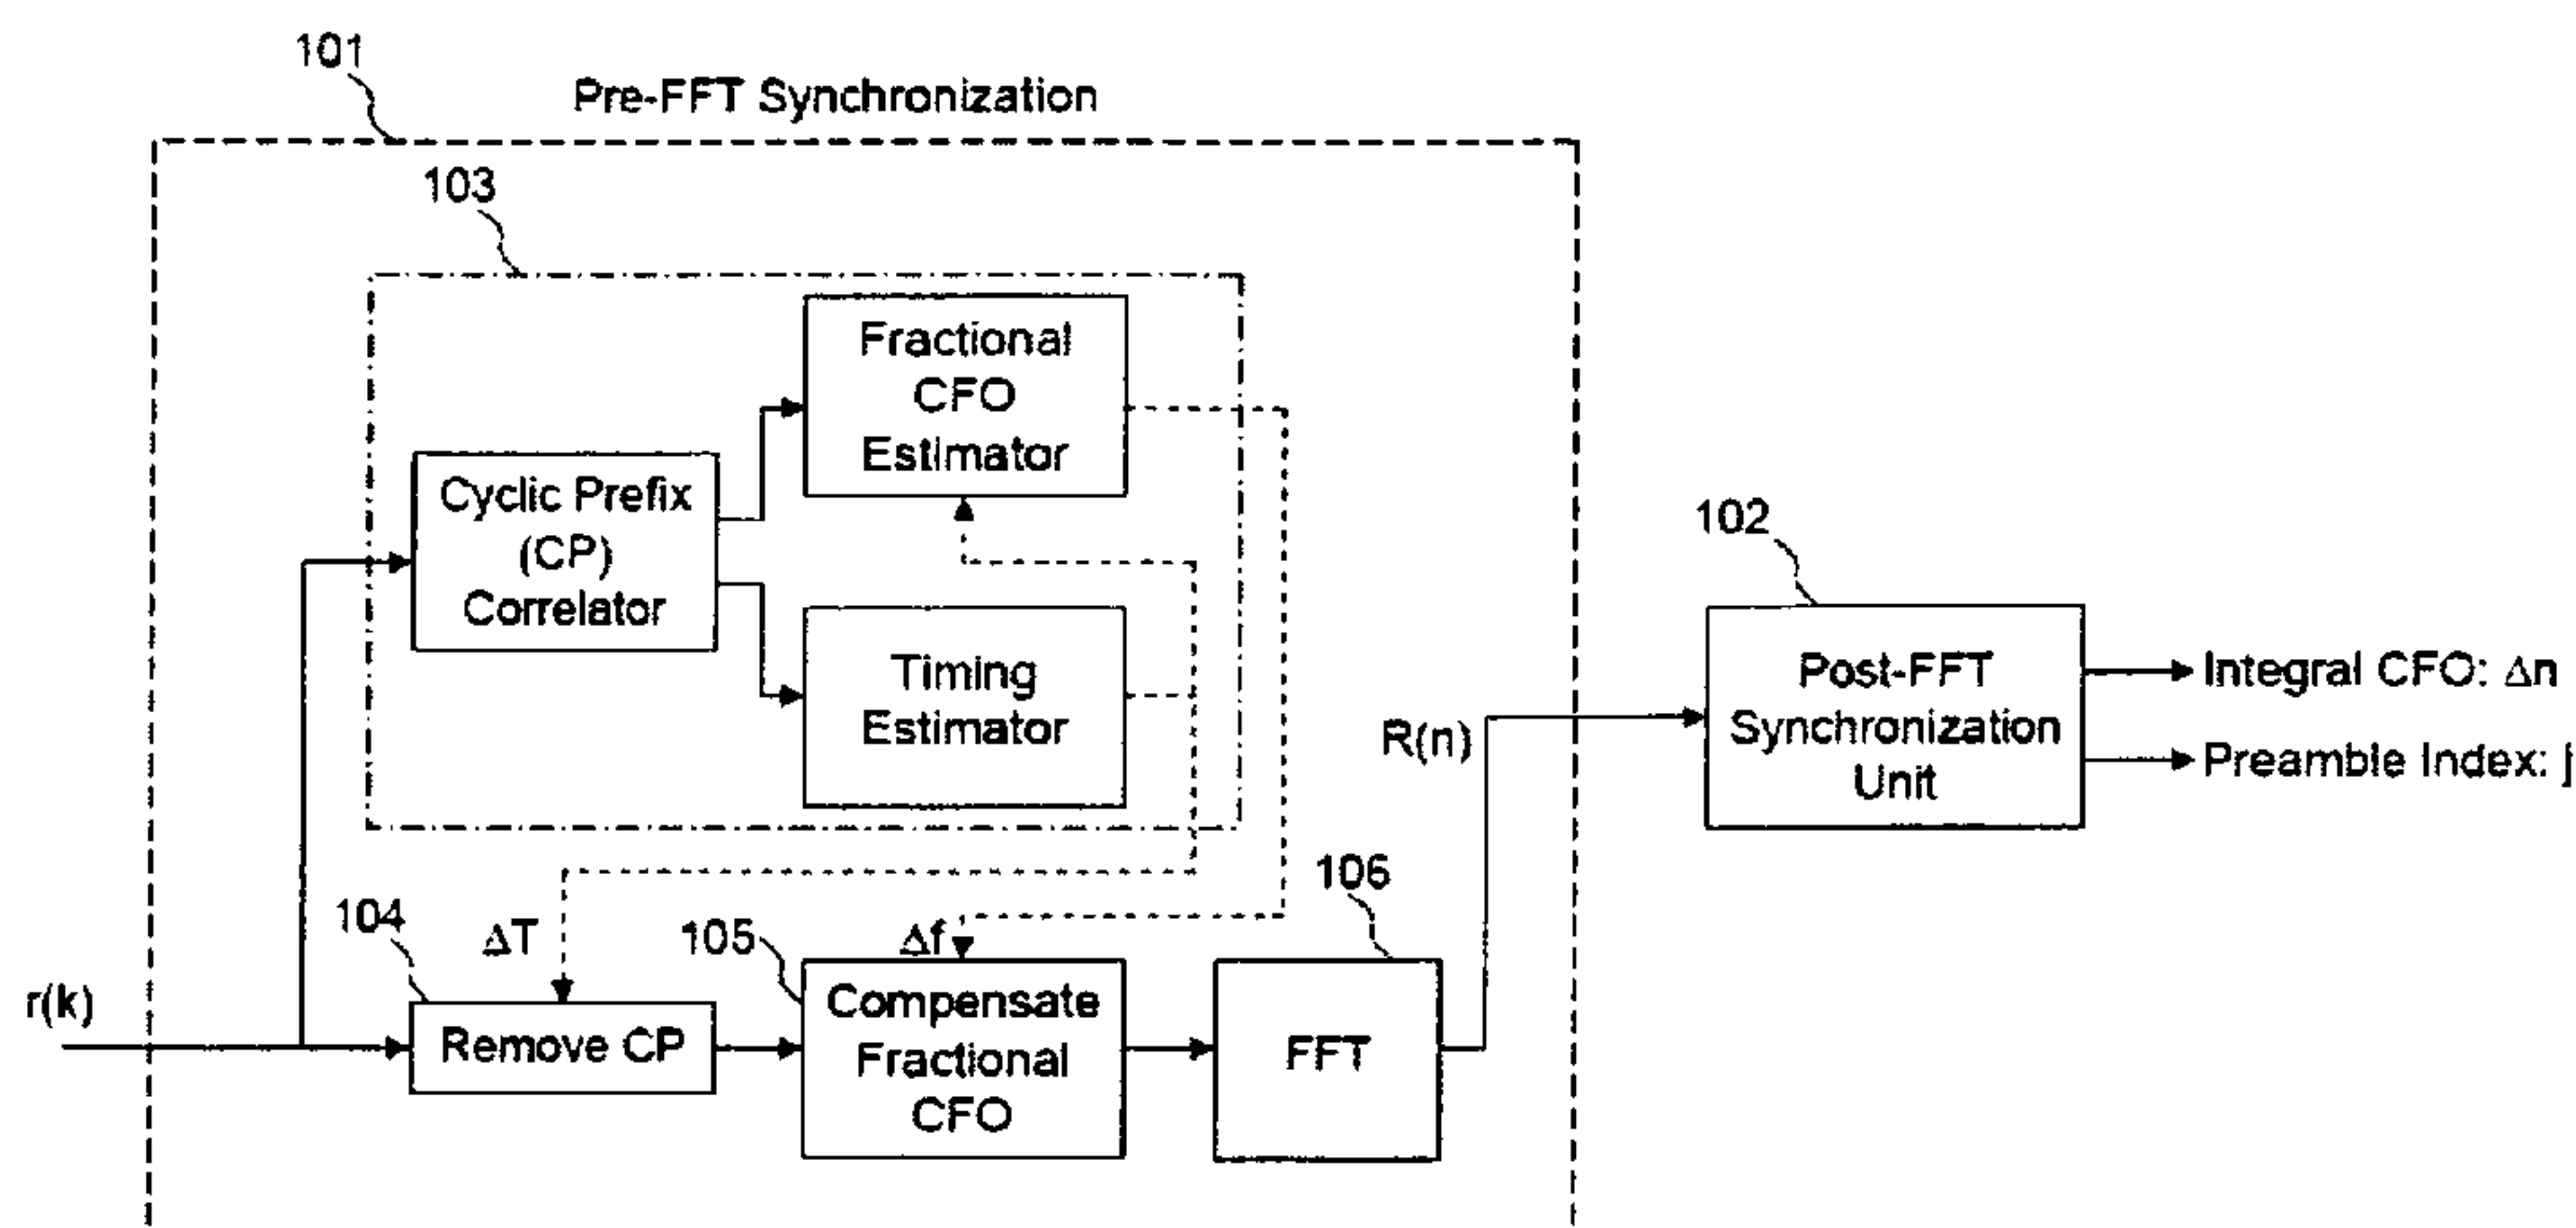 101
Pre-FFT Synchronization
103
Fractional
CFO
Estimator
Cyclic Prefix
(CP)
Correlator
Timing
Estimator
102
Post-FFT
Synchronization
Unit
Integral CFO: Δn
Preamble Index: j
R(n)
104
ΔT
105
Δf
106
r(k)
Remove CP
Compensate
Fractional
CFO
FFT